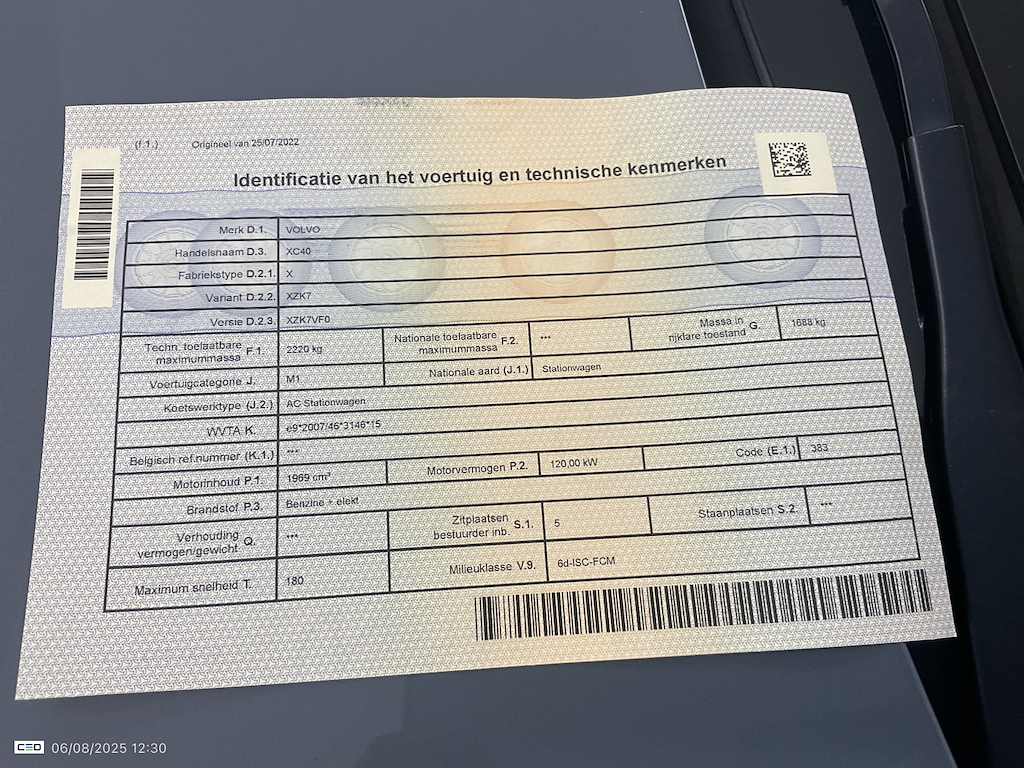 (f.1.) Origineel van 25/07/2022
Identificatie van het voertuig en technische kenmerken
Merk D.1. VOLVO
Handelsnaam D.3. XC40
Fabriekstype D.2.1. X
Variant D.2.2. XZK7
Versie D.2.3. XZK7VF0
Techn. toelaatbare maximummassa F.1. 2220 kg Nationale toelaatbare maximummassa F.2. --- Massa in rijklare toestand G. 1688 kg
Voertuigcategorie J. M1 Nationale aard (J.1.) Stationwagen
Koetswerktype (J.2.) AC Stationwagen
WVTA K. e9*2007/46*3146*15
Belgisch ref.nummer (K.1.) ---
Motorinhoud P.1. 1969 cm³ Motorvermogen P.2. 120,00 kW Code (E.1.) 383
Brandstof P.3. Benzine + elekt
Verhouding vermogen/gewicht Q. --- Zitplaatsen bestuurder inb. S.1. 5 Staanplaatsen S.2. ---
Maximum snelheid T. 180 Milieuklasse V.9. 6d-ISC-FCM
CEO 06/08/2025 12:30